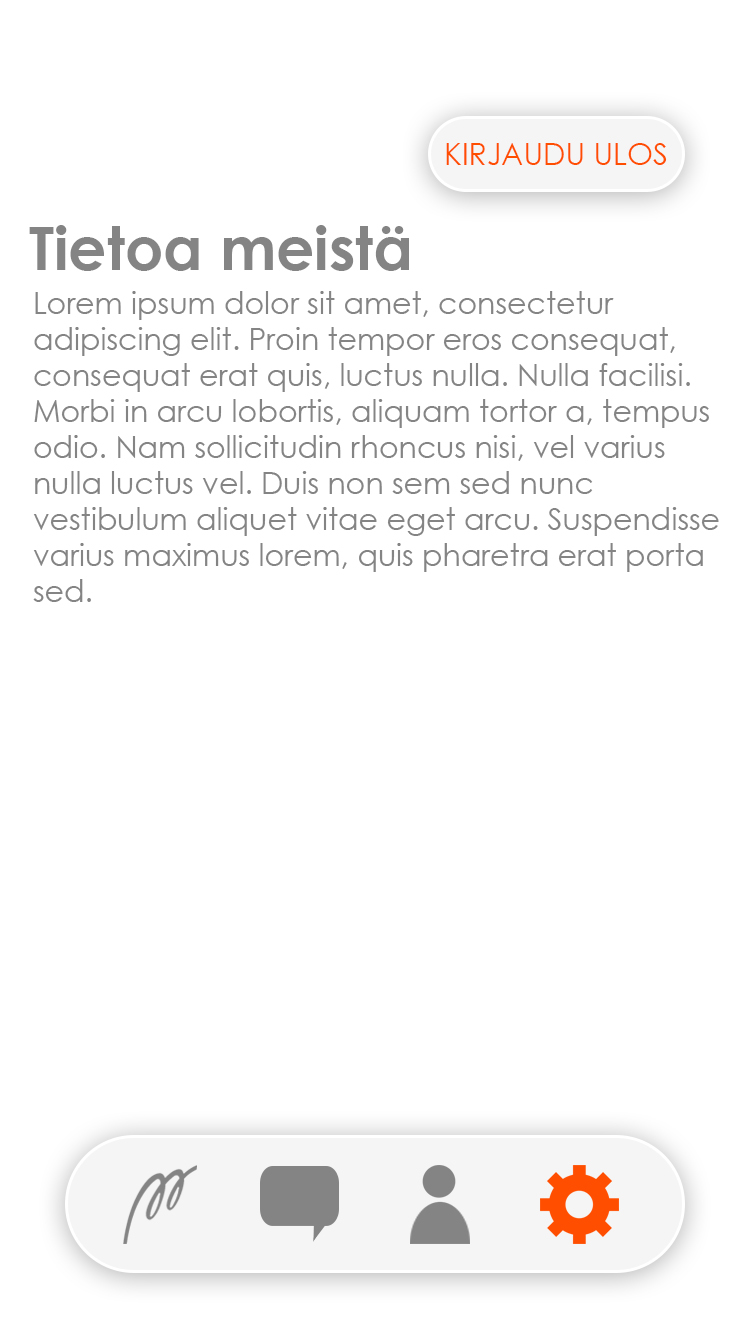 KIRJAUDU ULOS
Tietoa meistä
Lorem ipsum dolor sit amet, consectetur
adipiscing elit. Proin tempor eros consequat,
consequat erat quis, luctus nulla. Nulla facilisi.
Morbi in arcu lobortis, aliquam tortor a, tempus
odio. Nam sollicitudin rhoncus nisi, vel varius
nulla luctus vel. Duis non sem sed nunc
vestibulum aliquet vitae eget arcu. Suspendisse
varius maximus lorem, quis pharetra erat porta
sed.